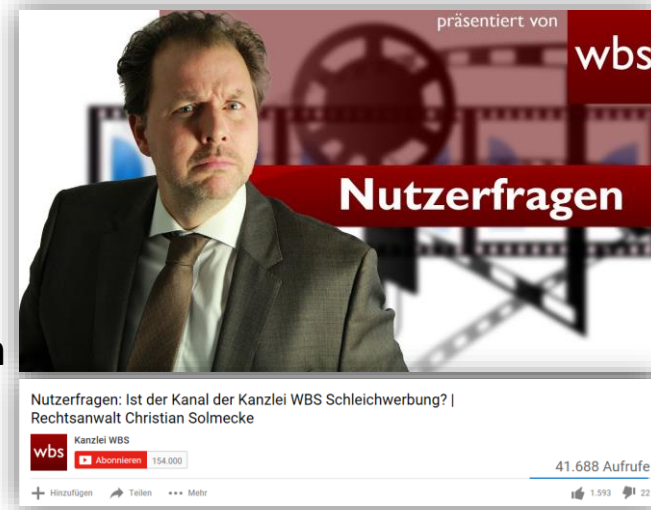 präsentiert von
wbs
Nutzerfragen
n
Nutzerfragen: Ist der Kanal der Kanzlei WBS Schleichwerbung? |
Rechtsanwalt Christian Solmecke
wbs
Kanzlei WBS
Abonnieren 154.000
41.688 Aufrufe
Hinzufügen Teilen ••• Mehr
1.593 22